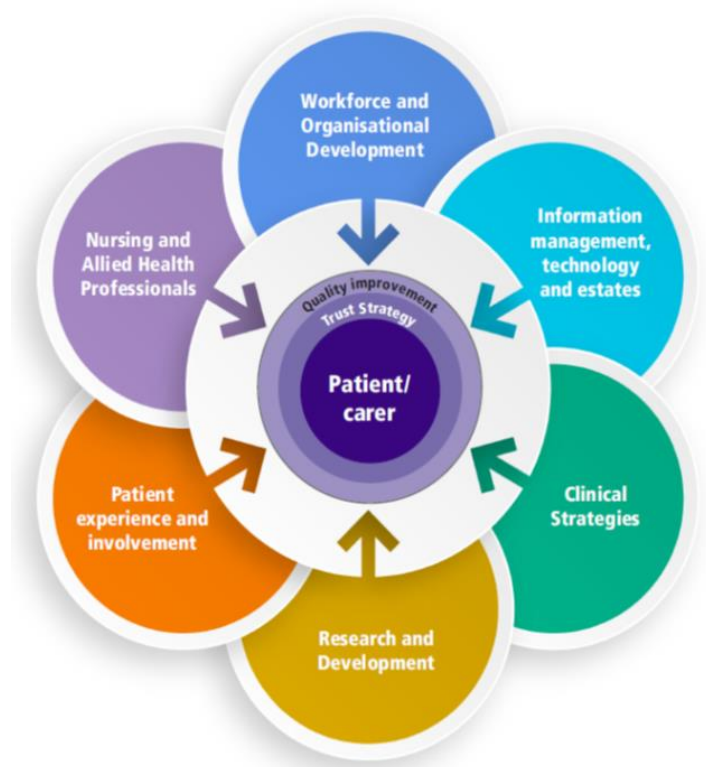 Workforce and
Organisational
Development
Information
management,
technology
and estates
Clinical
Strategies
Research and
Development
Patient
experience and
involvement
Nursing and
Allied Health
Professionals
Quality improvement
Trust Strategy
Patient/
carer